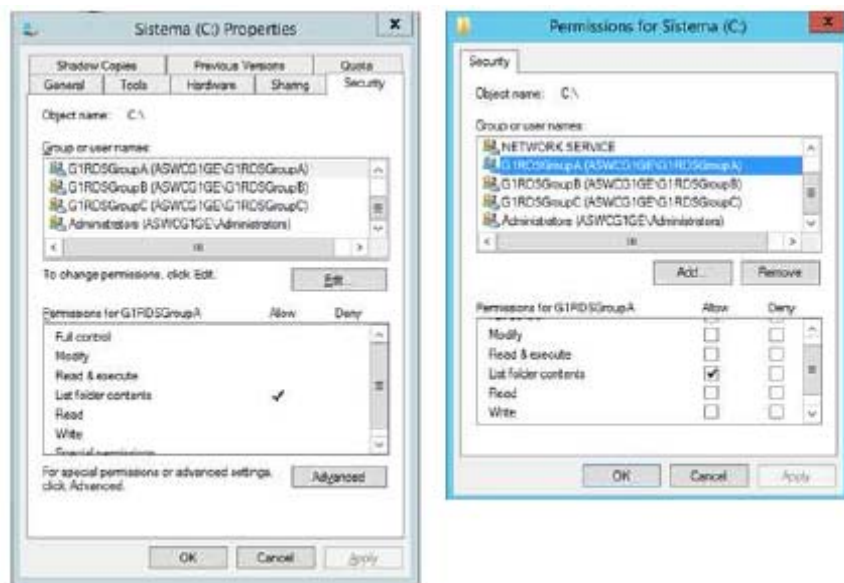 Sistema (C:) Properties
Shadow Copies Previous Versions Quota
General Tools Hardware Sharing Security
Object name: C:\
Group or user names:
G1RDSGroupA (ASWCG1GE\G1RDSGroupA)
G1RDSGroupB (ASWCG1GE\G1RDSGroupB)
G1RDSGroupC (ASWCG1GE\G1RDSGroupC)
Administrators (ASWCG1GE\Administrators)
To change permissions, click Edit.
Edit...
Permissions for G1RDSGroupA Allow Deny
Full control
Modify
Read & execute
List folder contents
Read
Write
Special permissions
For special permissions or advanced settings,
click Advanced.
Advanced
OK Cancel Apply
Permissions for Sistema (C:)
Security
Object name: C:\
Group or user names:
NETWORK SERVICE
G1RDSGroupA (ASWCG1GE\G1RDSGroupA)
G1RDSGroupB (ASWCG1GE\G1RDSGroupB)
G1RDSGroupC (ASWCG1GE\G1RDSGroupC)
Administrators (ASWCG1GE\Administrators)
Add... Remove
Permissions for G1RDSGroupA Allow Deny
Modify
Read & execute
List folder contents
Read
Write
OK Cancel Apply